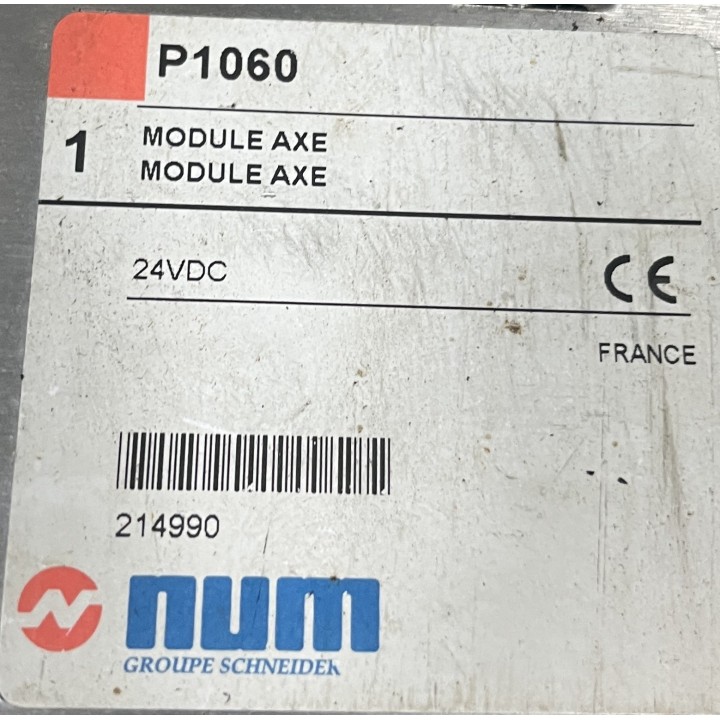 P1060
1 MODULE AXE
MODULE AXE
24VDC CE
FRANCE
214990
num
GROUPE SCHNEIDER